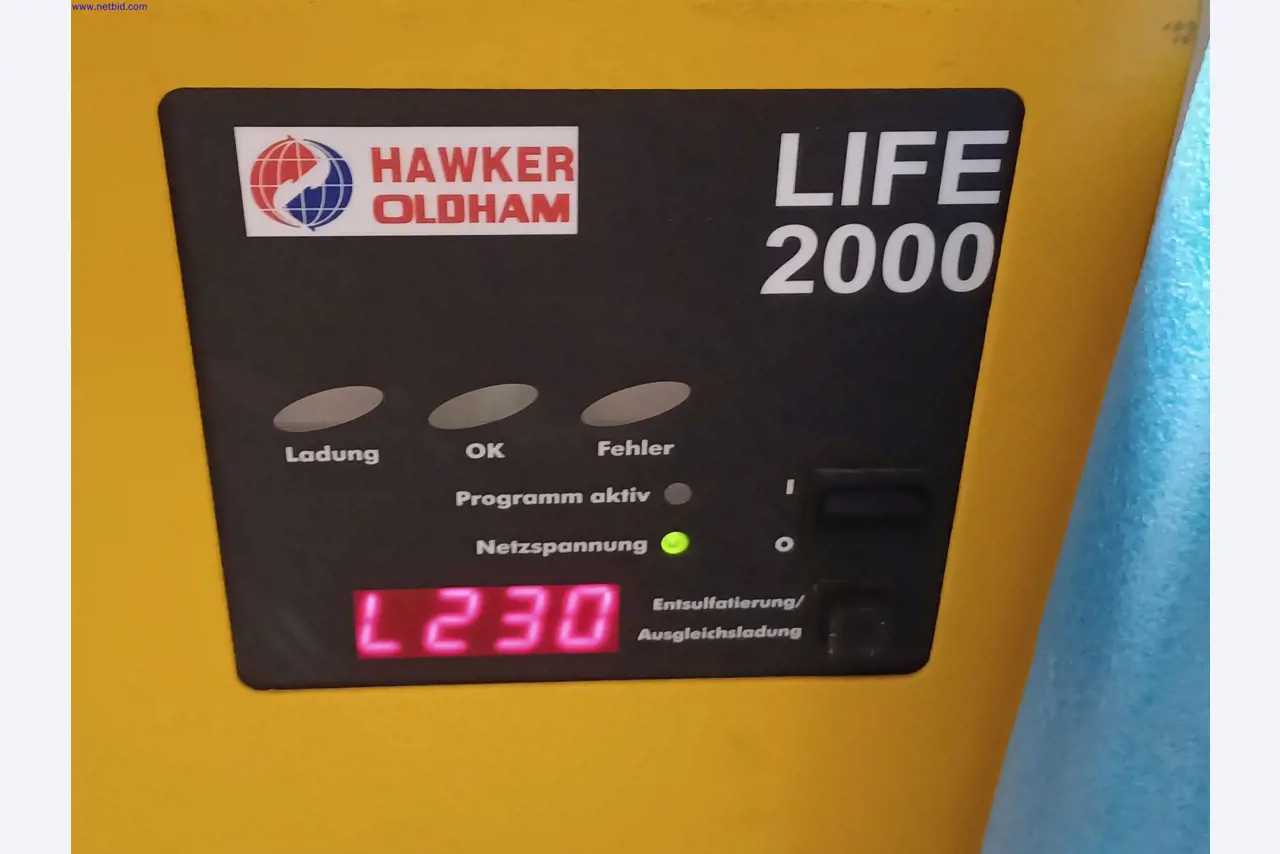 www.netbid.com
HAWKER
OLDHAM
LIFE
2000
Ladung
OK
Fehler
Programm aktiv
I
Netzspannung
O
L230
Entsulfatierung/
Ausgleichsladung